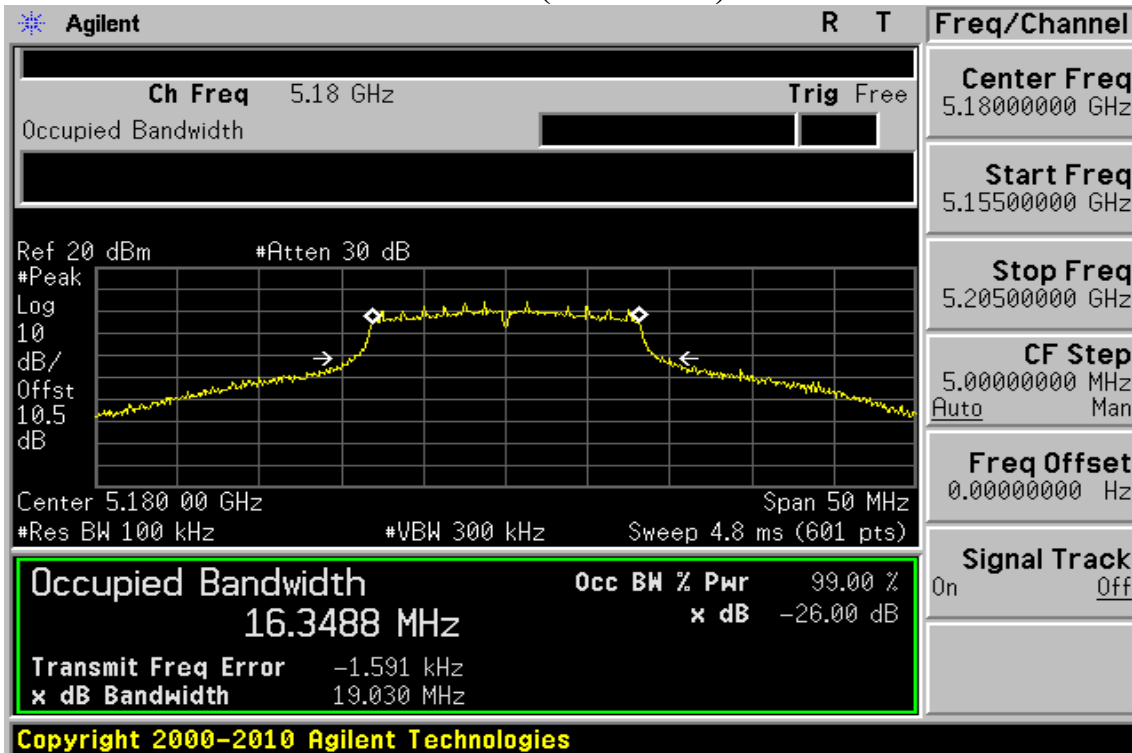 Agilent R T
Freq/Channel
Ch Freq 5.18 GHz Trig Free
Occupied Bandwidth
Center Freq
5.18000000 GHz
Start Freq
5.15500000 GHz
Stop Freq
5.20500000 GHz
CF Step
5.00000000 MHz
Auto Man
Freq Offset
0.00000000 Hz
Signal Track
On Off
Ref 20 dBm #Atten 30 dB
#Peak
Log
10
dB/
Offst
10.5
dB
Center 5.180 00 GHz Span 50 MHz
#Res BW 100 kHz #VBW 300 kHz Sweep 4.8 ms (601 pts)
Occupied Bandwidth Occ BW % Pwr 99.00 %
16.3488 MHz x dB -26.00 dB
Transmit Freq Error -1.591 kHz
x dB Bandwidth 19.030 MHz
Copyright 2000-2010 Agilent Technologies